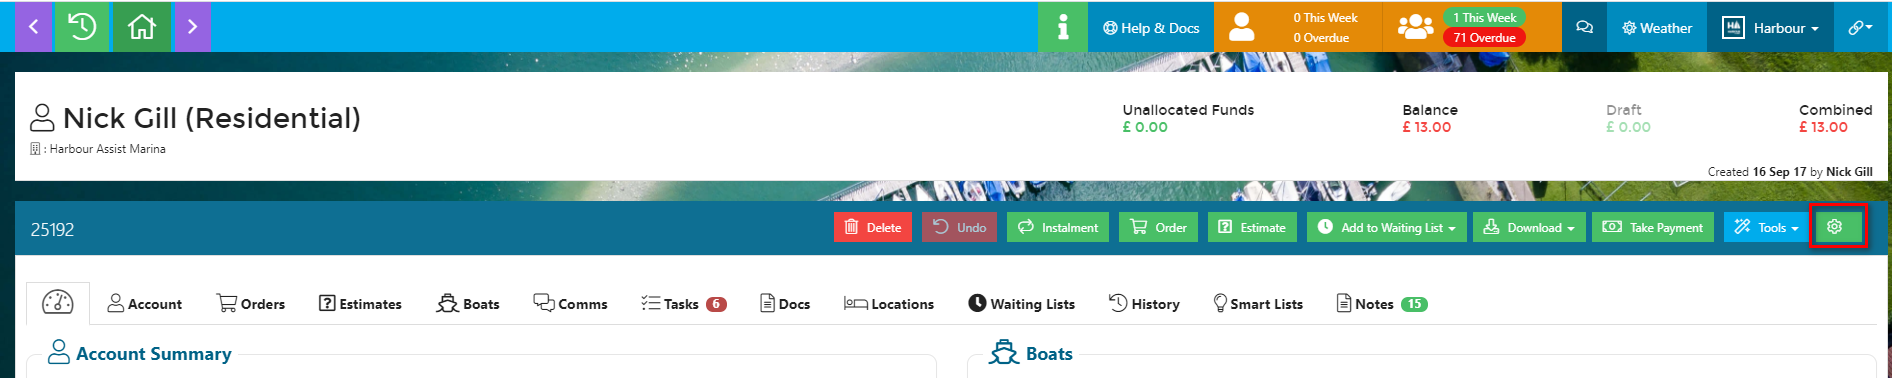 Help & Docs
0 This Week
0 Overdue
1 This Week
71 Overdue
Weather
Harbour
Nick Gill (Residential)
: Harbour Assist Marina
Unallocated Funds
£ 0.00
Balance
£ 13.00
Draft
£ 0.00
Combined
£ 13.00
Created 16 Sep 17 by Nick Gill
25192
Delete
Undo
Instalment
Order
Estimate
Add to Waiting List
Download
Take Payment
Tools
Account
Orders
Estimates
Boats
Comms
Tasks 6
Docs
Locations
Waiting Lists
History
Smart Lists
Notes 15
Account Summary
Boats